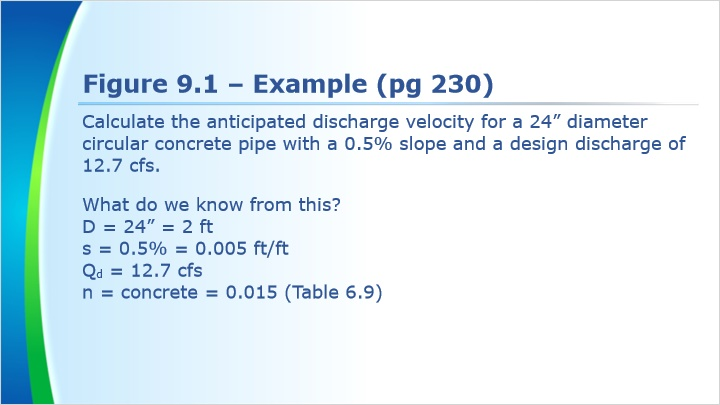 Figure 9.1 – Example (pg 230)
Calculate the anticipated discharge velocity for a 24” diameter
circular concrete pipe with a 0.5% slope and a design discharge of
12.7 cfs.
What do we know from this?
D = 24” = 2 ft
s = 0.5% = 0.005 ft/ft
Qd = 12.7 cfs
n = concrete = 0.015 (Table 6.9)